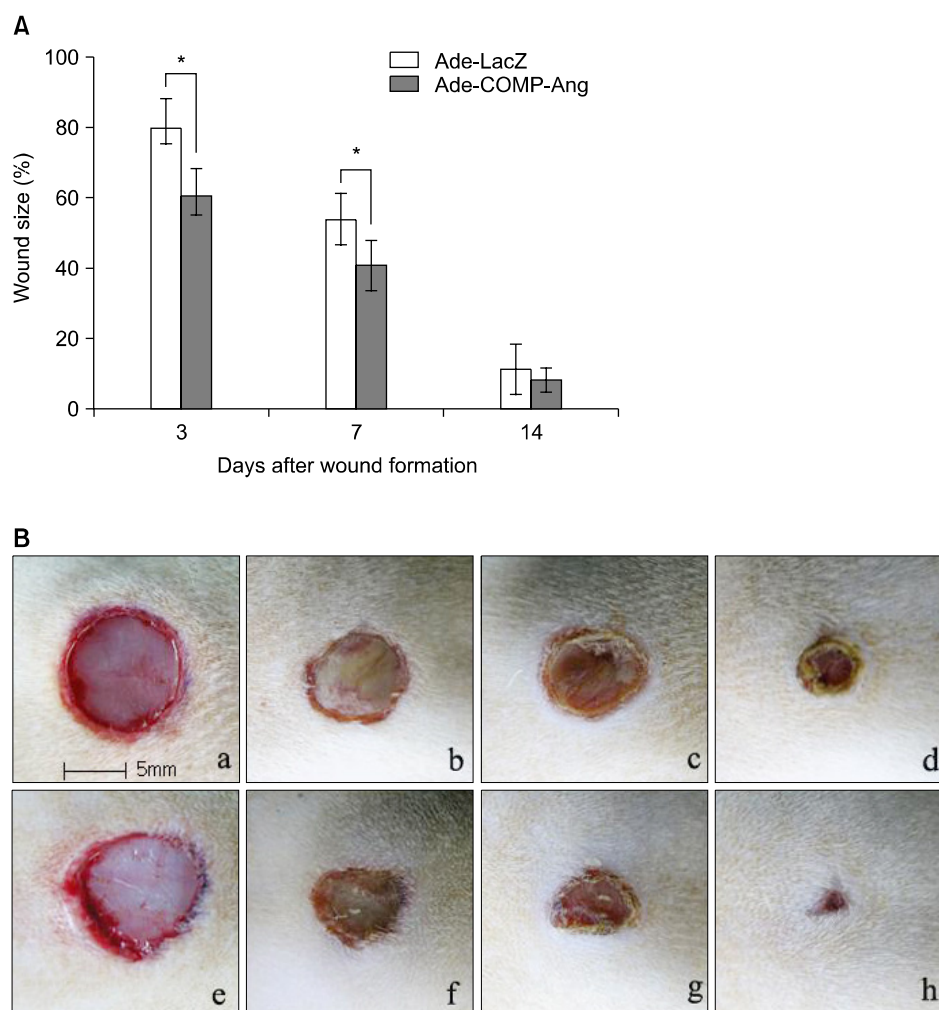 A
100
80
60
40
20
0
Wound size (%)
*
*
Ade-LacZ
Ade-COMP-Ang
3 7 14
Days after wound formation
B
a b c d
5mm
e f g h